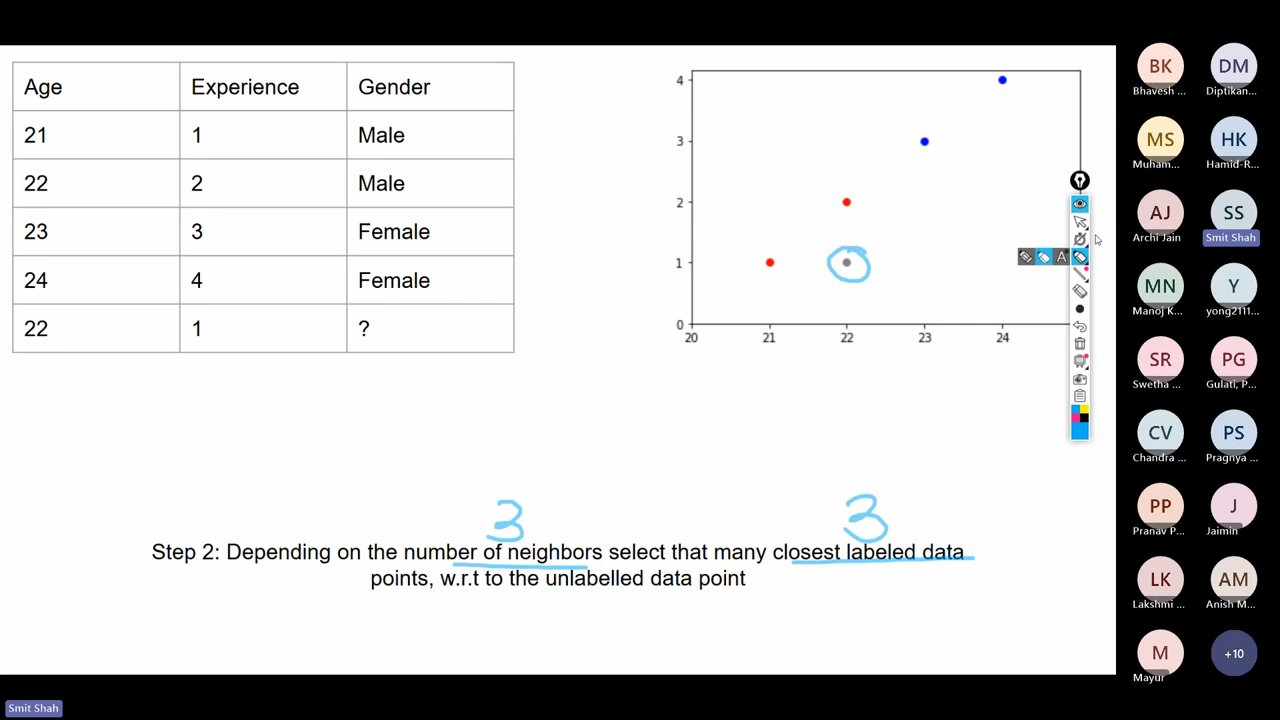 Age Experience Gender
21 1 Male
22 2 Male
23 3 Female
24 4 Female
22 1 ?
4
3
2
1
0
20 21 22 23 24
A
3 3
Step 2: Depending on the number of neighbors select that many closest labeled data
points, w.r.t to the unlabelled data point
BK DM
Bhavesh ... Diptikan...
MS HK
Muham... Hamid-R...
AJ SS
Archi Jain Smit Shah
MN Y
Manoj K... yong2111...
SR PG
Swetha ... Gulati, P...
CV PS
Chandra ... Pragnya ...
PP J
Pranav P... Jaimin
LK AM
Lakshmi ... Anish M...
M +10
Mayur
Smit Shah